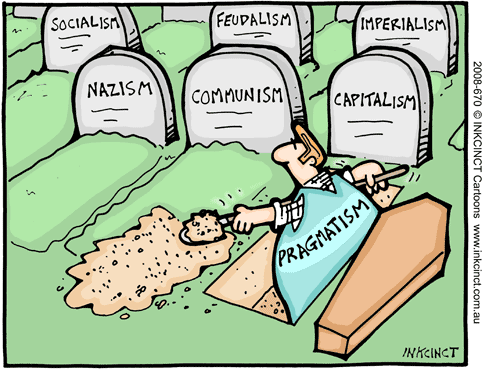 SOCIALISM
FEUDALISM
IMPERIALISM
NAZISM
COMMUNISM
CAPITALISM
PRAGMATISM
INKCINCT
2008-670 © INKCINCT Cartoons www.inkcinct.com.au